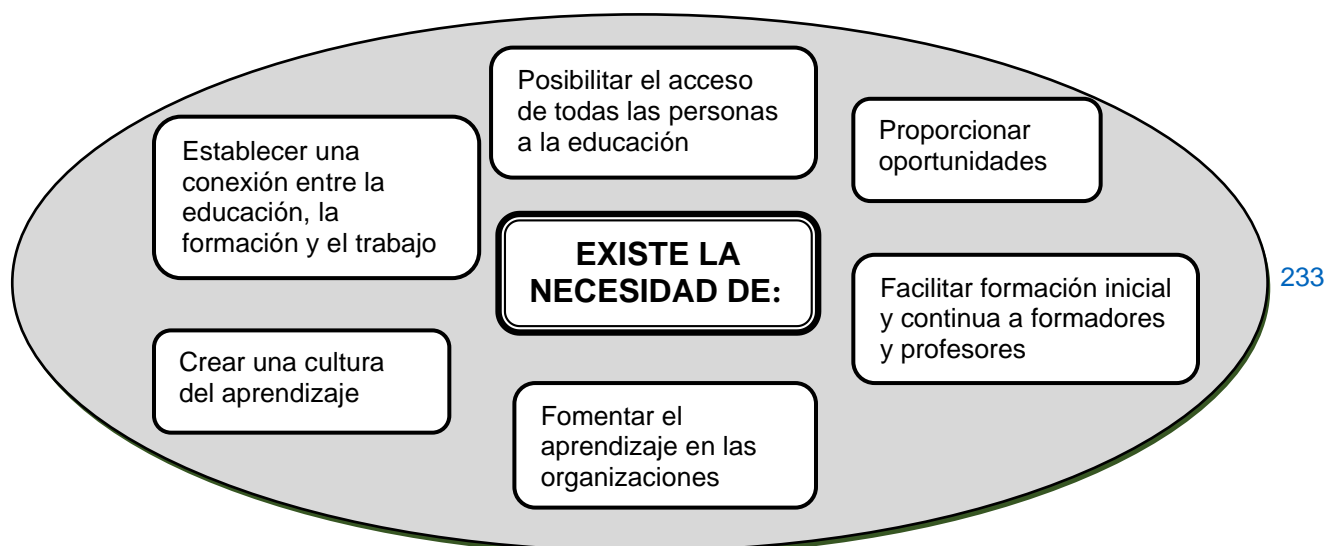 Posibilitar el acceso
de todas las personas
a la educación
Proporcionar
oportunidades
Establecer una
conexión entre la
educación, la
formación y el trabajo
EXISTE LA
NECESIDAD DE:
Facilitar formación inicial
y continua a formadores
y profesores
233
Crear una cultura
del aprendizaje
Fomentar el
aprendizaje en las
organizaciones